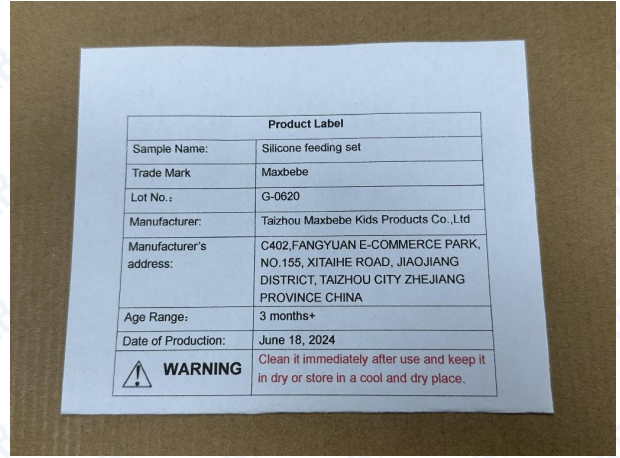 Product Label
Sample Name: Silicone feeding set
Trade Mark Maxbebe
Lot No.: G-0620
Manufacturer: Taizhou Maxbebe Kids Products Co.,Ltd
Manufacturer's address: C402,FANGYUAN E-COMMERCE PARK,
NO.155, XITAIHE ROAD, JIAOJIANG
DISTRICT, TAIZHOU CITY ZHEJIANG
PROVINCE CHINA
Age Range: 3 months+
Date of Production: June 18, 2024
WARNING Clean it immediately after use and keep it
in dry or store in a cool and dry place.